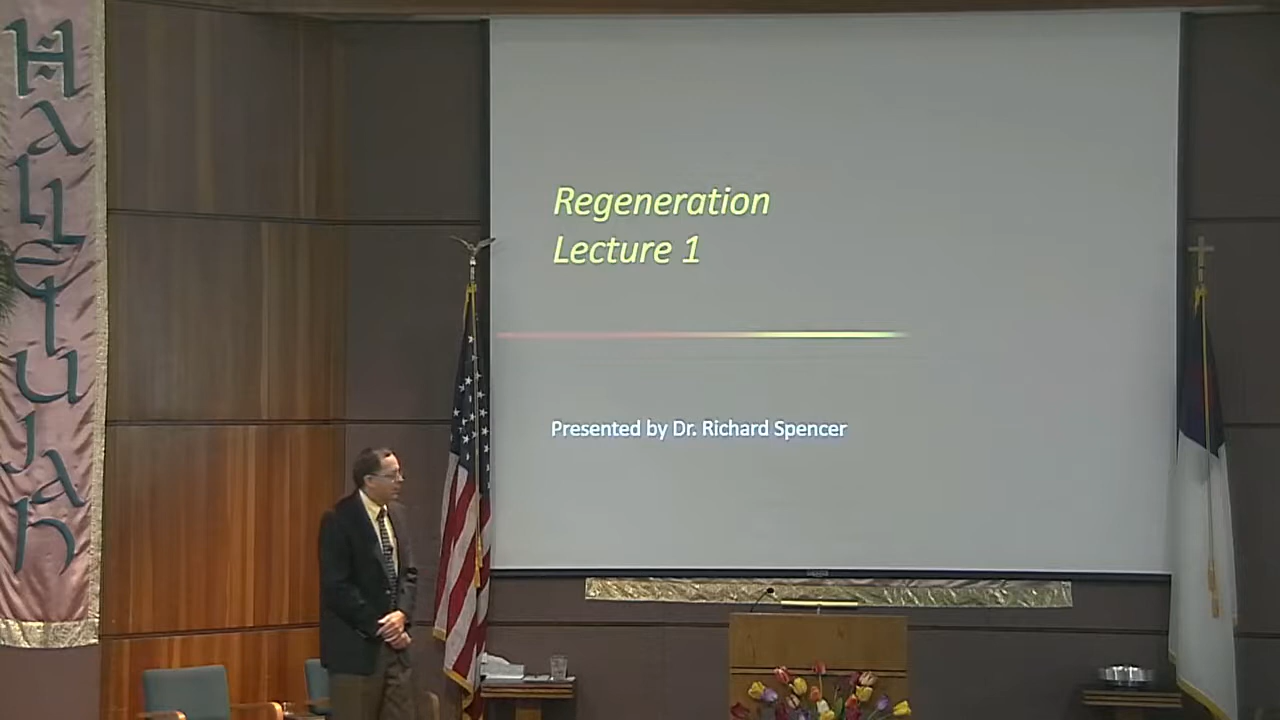 Hallelujah
Regeneration
Lecture 1
Presented by Dr. Richard Spencer